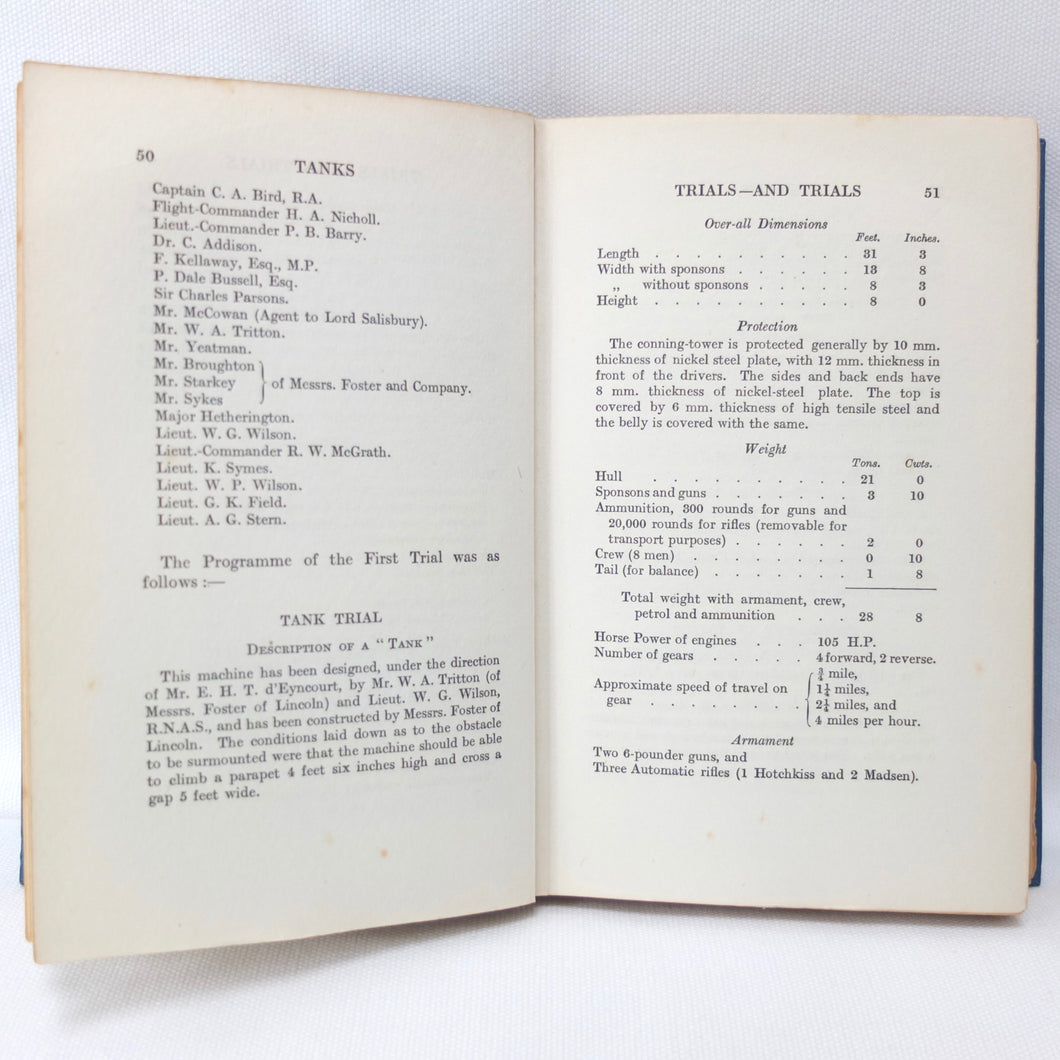 50
TANKS
Captain C. A. Bird, R.A.
Flight-Commander H. A. Nicholl.
Lieut.-Commander P. B. Barry.
Dr. C. Addison.
F. Kellaway, Esq., M.P.
P. Dale Bussell, Esq.
Sir Charles Parsons.
Mr. McCowan (Agent to Lord Salisbury).
Mr. W. A. Tritton.
Mr. Yeatman.
Mr. Broughton
Mr. Starkey } of Messrs. Foster and Company.
Mr. Sykes
Major Hetherington.
Lieut. W. G. Wilson.
Lieut.-Commander R. W. McGrath.
Lieut. K. Symes.
Lieut. W. P. Wilson.
Lieut. G. K. Field.
Lieut. A. G. Stern.
The Programme of the First Trial was as
follows :—
TANK TRIAL
DESCRIPTION OF A "TANK"
This machine has been designed, under the direction
of Mr. E. H. T. d'Eyncourt, by Mr. W. A. Tritton (of
Messrs. Foster of Lincoln) and Lieut. W. G. Wilson,
R.N.A.S., and has been constructed by Messrs. Foster of
Lincoln. The conditions laid down as to the obstacle
to be surmounted were that the machine should be able
to climb a parapet 4 feet six inches high and cross a
gap 5 feet wide.
TRIALS—AND TRIALS 51
Over-all Dimensions
Feet. Inches.
Length . . . . . . . . . . 31 3
Width with sponsons . . . . . . 13 8
„ without sponsons . . . . . 8 3
Height . . . . . . . . . . 8 0
Protection
The conning-tower is protected generally by 10 mm.
thickness of nickel steel plate, with 12 mm. thickness in
front of the drivers. The sides and back ends have
8 mm. thickness of nickel-steel plate. The top is
covered by 6 mm. thickness of high tensile steel and
the belly is covered with the same.
Weight
Tons. Cwts.
Hull . . . . . . . . . . 21 0
Sponsons and guns . . . . . . . 3 10
Ammunition, 300 rounds for guns and
20,000 rounds for rifles (removable for
transport purposes) . . . . . . 2 0
Crew (8 men) . . . . . . . . 0 10
Tail (for balance) . . . . . . . 1 8
Total weight with armament, crew,
petrol and ammunition . . . 28 8
Horse Power of engines . . . 105 H.P.
Number of gears . . . . . 4 forward, 2 reverse.
¾ mile,
Approximate speed of travel on { 1¼ miles,
gear . . . . . . . . 2¼ miles, and
4 miles per hour.
Armament
Two 6-pounder guns, and
Three Automatic rifles (1 Hotchkiss and 2 Madsen).